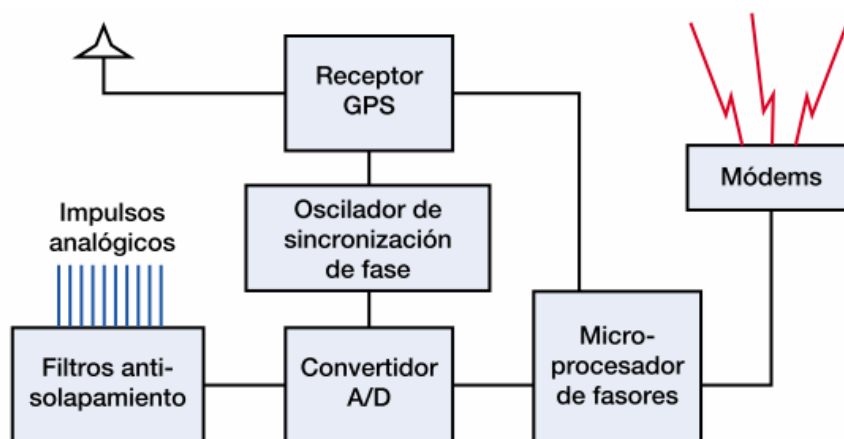 Receptor
GPS
Módems
Impulsos
analógicos
Oscilador de
sincronización
de fase
Filtros anti-
solapamiento
Convertidor
A/D
Micro-
procesador
de fasores